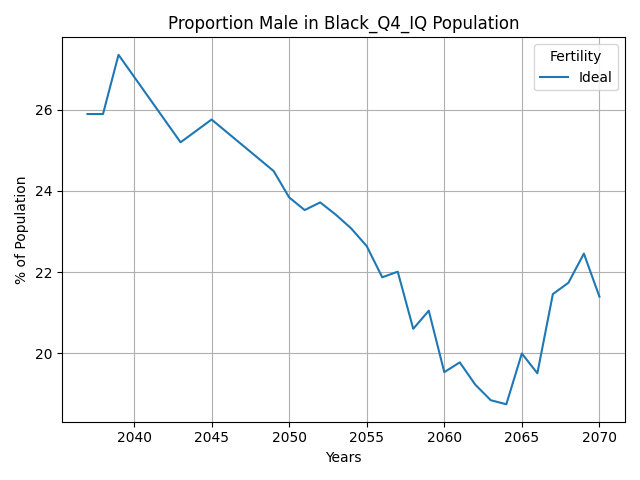 Proportion Male in Black_Q4_IQ Population
Fertility
Ideal
% of Population
26
24
22
20
2040 2045 2050 2055 2060 2065 2070
Years